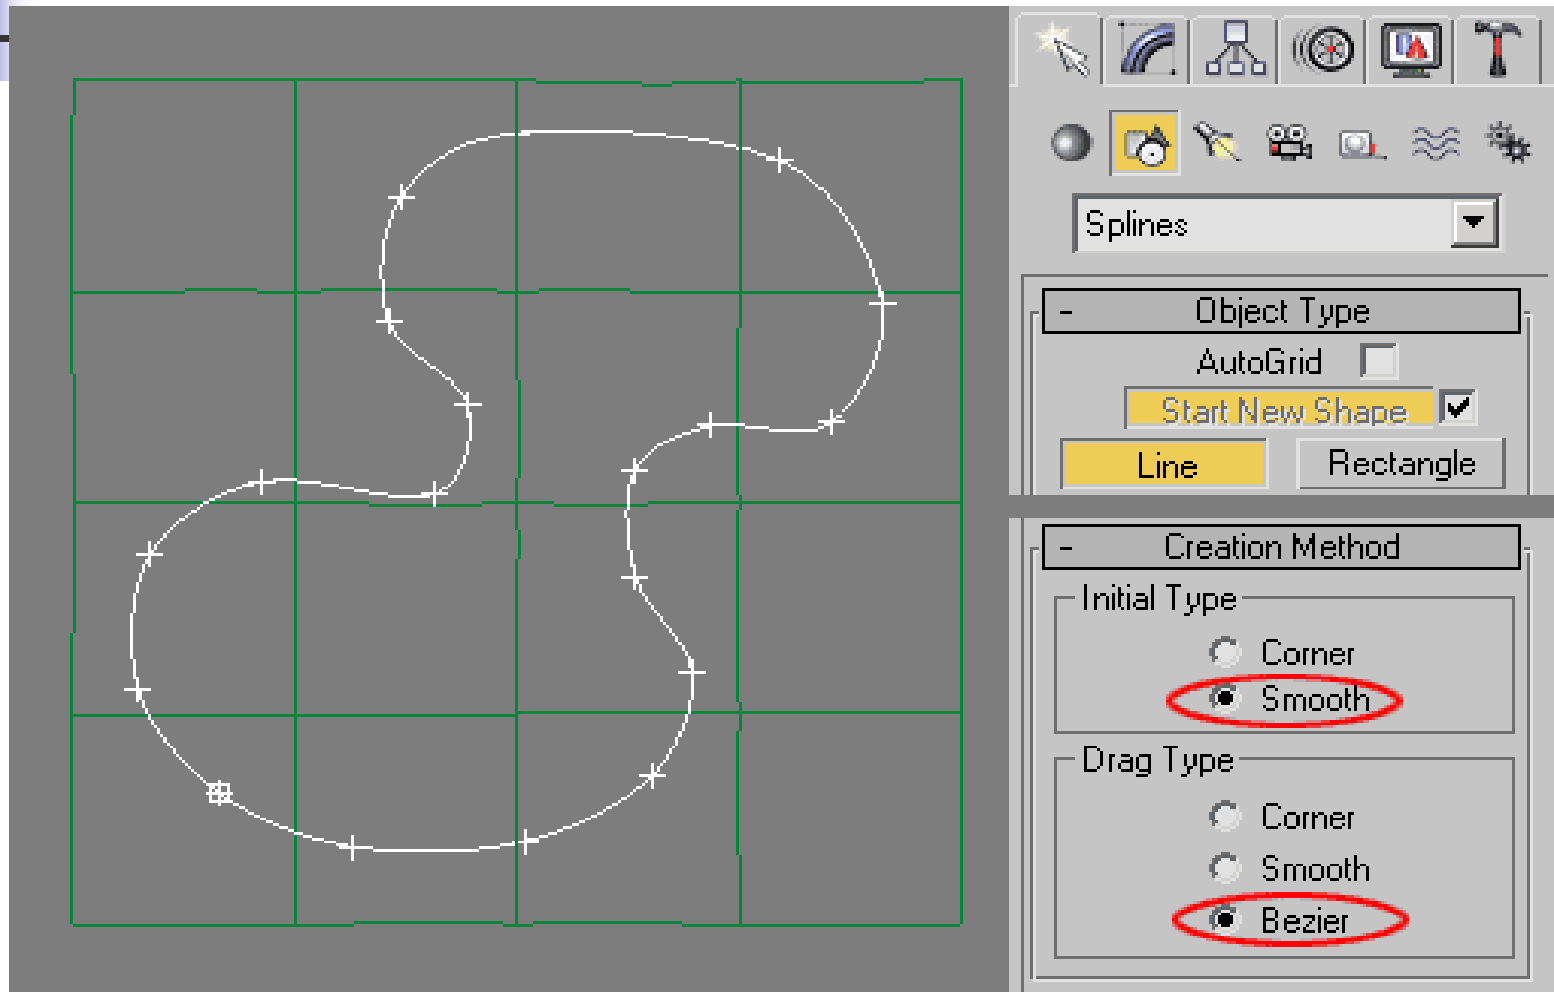 Splines
- Object Type
AutoGrid
Start New Shape
Line Rectangle
- Creation Method
Initial Type
Corner
Smooth
Drag Type
Corner
Smooth
Bezier